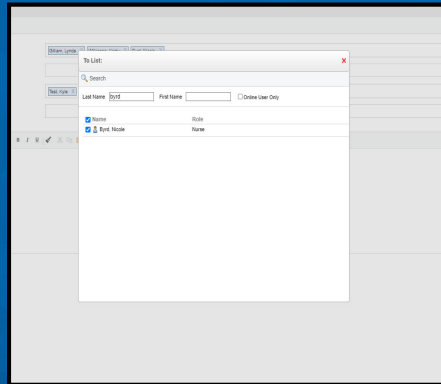 To List: X
Search
Last Name byrd First Name Online User Only
Name Role
Byrd, Nicole Nurse
Test, Kyle
B I U